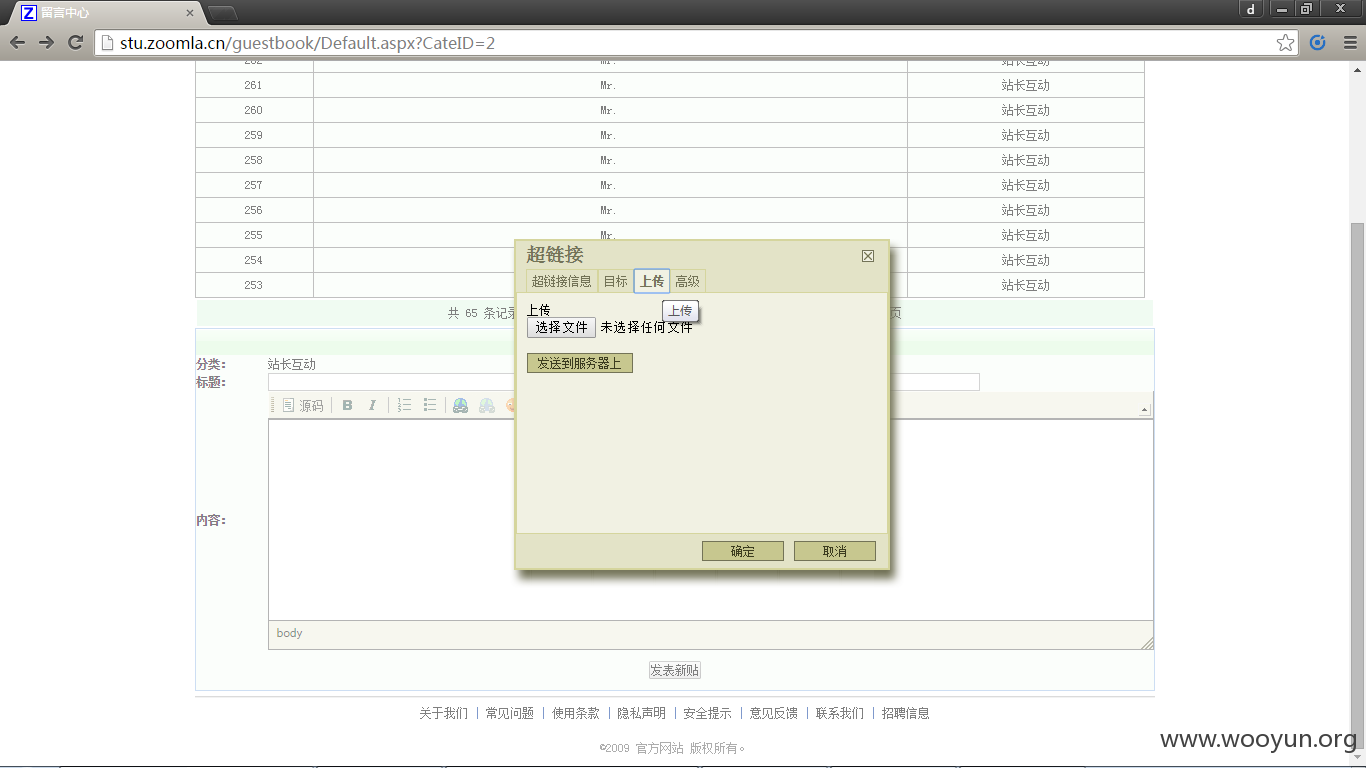 留言中心
d
stu.zoomla.cn/guestbook/Default.aspx?CateID=2
262 Mr. 站长互动
261 Mr. 站长互动
260 Mr. 站长互动
259 Mr. 站长互动
258 Mr. 站长互动
257 Mr. 站长互动
256 Mr. 站长互动
255 Mr. 站长互动
254 站长互动
253 站长互动
共 65 条记录 页
超链接
超链接信息 目标 上传 高级
上传
上传
选择文件 未选择任何文件
发送到服务器上
确定 取消
分类: 站长互动
标题:
源码 B I
内容:
body
发表新贴
关于我们 | 常见问题 | 使用条款 | 隐私声明 | 安全提示 | 意见反馈 | 联系我们 | 招聘信息
©2009 官方网站 版权所有。
www.wooyun.org